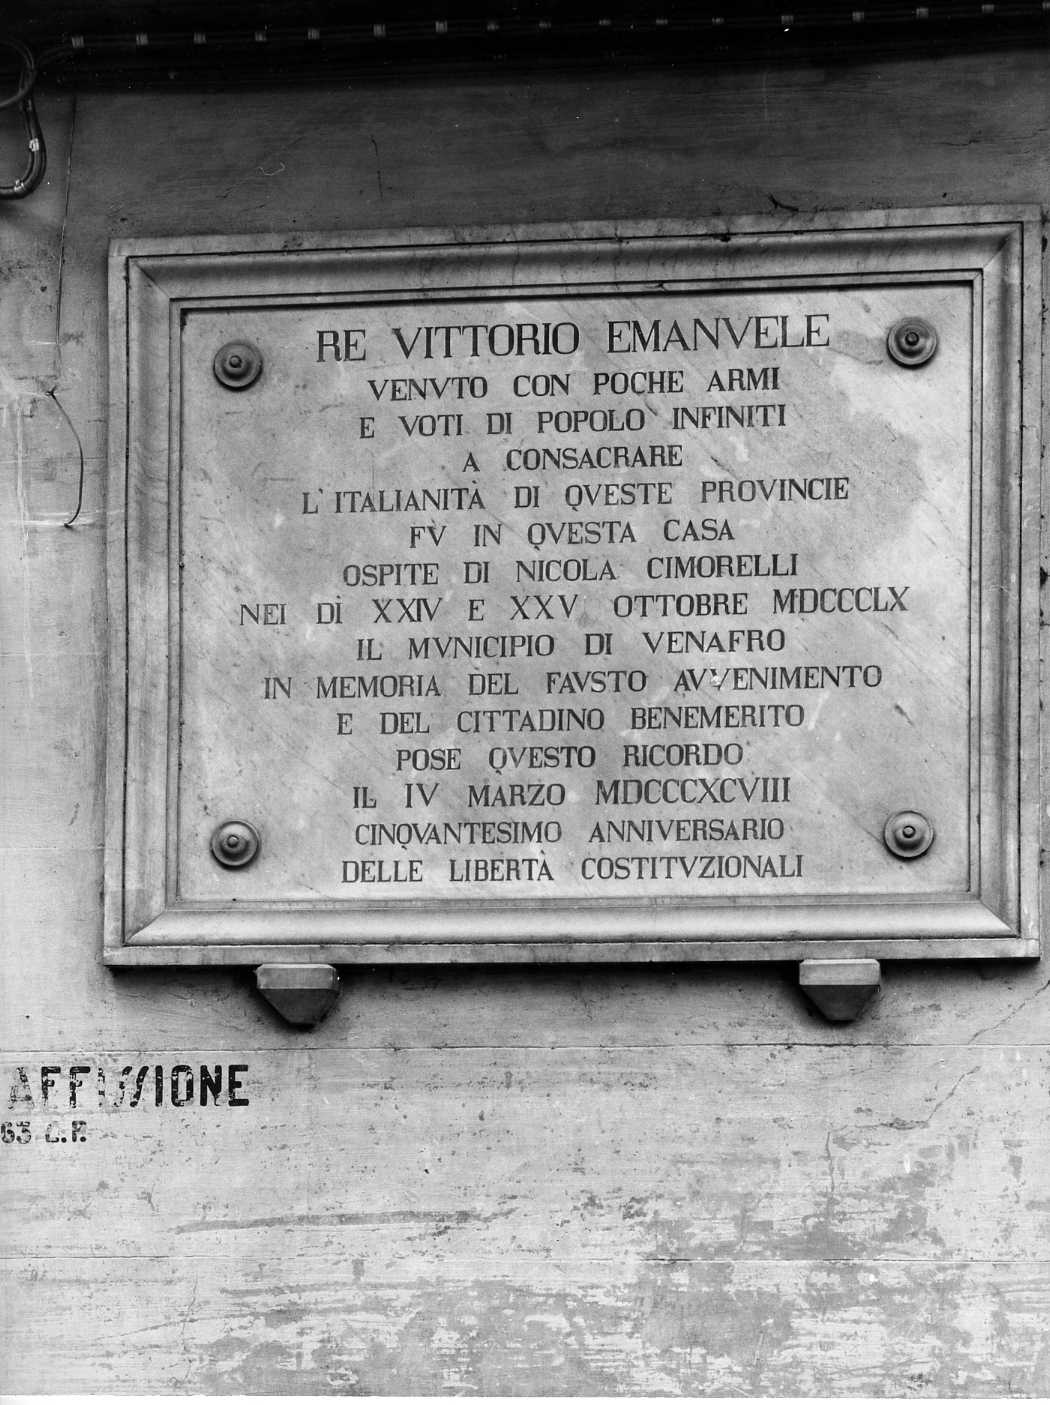 RE VITTORIO EMANVELE
VENVTO CON POCHE ARMI
E VOTI DI POPOLO INFINITI
A CONSACRARE
L'ITALIANITÀ DI QVESTE PROVINCIE
FV IN QVESTA CASA
OSPITE DI NICOLA CIMORELLI
NEI DÌ XXIV E XXV OTTOBRE MDCCCLX
IL MVNICIPIO DI VENAFRO
IN MEMORIA DEL FAVSTO AVVENIMENTO
E DEL CITTADINO BENEMERITO
POSE QVESTO RICORDO
IL IV MARZO MDCCCXCVIII
CINQVANTESIMO ANNIVERSARIO
DELLE LIBERTÀ COSTITVZIONALI
AFFISSIONE
63 C.P.